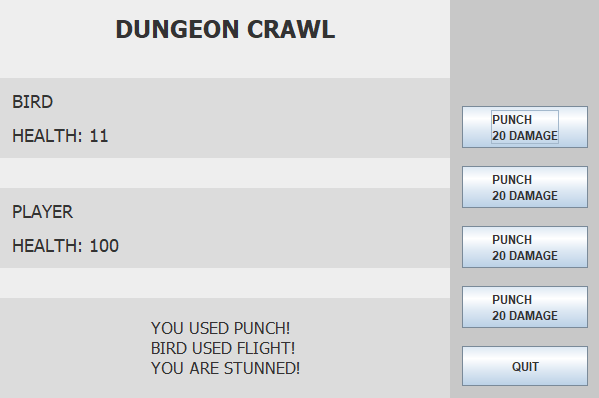 DUNGEON CRAWL
BIRD
HEALTH: 11
PLAYER
HEALTH: 100
YOU USED PUNCH!
BIRD USED FLIGHT!
YOU ARE STUNNED!
PUNCH
20 DAMAGE
PUNCH
20 DAMAGE
PUNCH
20 DAMAGE
PUNCH
20 DAMAGE
QUIT